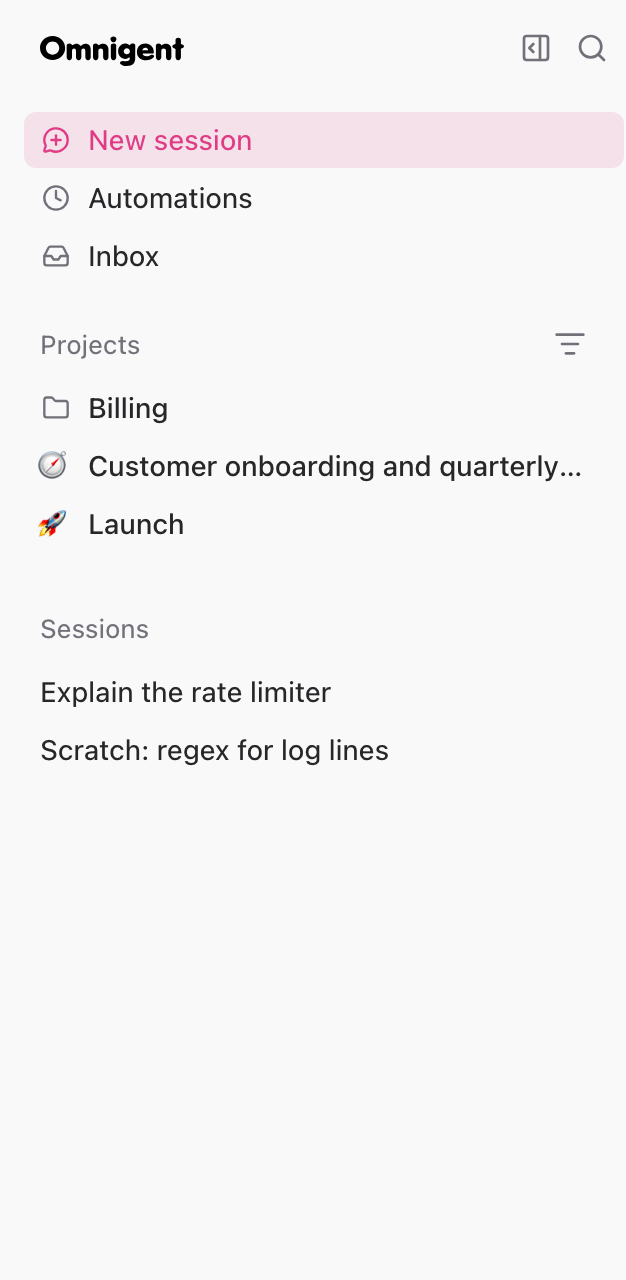 Omnigent
New session
Automations
Inbox
Projects
Billing
Customer onboarding and quarterly...
Launch
Sessions
Explain the rate limiter
Scratch: regex for log lines